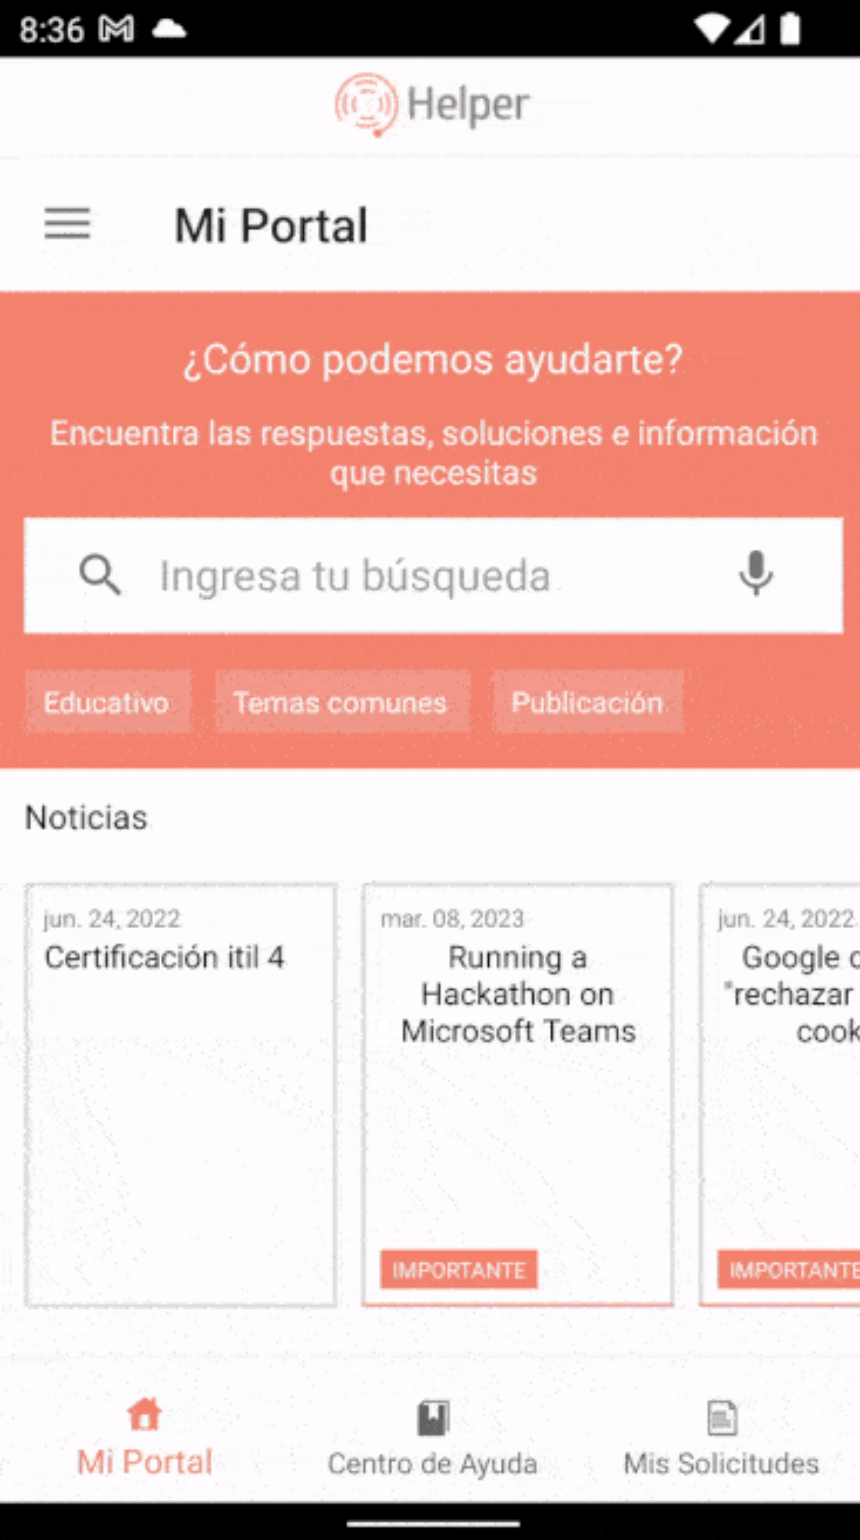 8:36
Helper
Mi Portal
¿Cómo podemos ayudarte?
Encuentra las respuestas, soluciones e información
que necesitas
Ingresa tu búsqueda
Educativo
Temas comunes
Publicación
Noticias
jun. 24, 2022
Certificación itil 4
mar. 08, 2023
Running a
Hackathon on
Microsoft Teams
IMPORTANTE
jun. 24, 2022
Google
"rechazar
cook
IMPORTANTE
Mi Portal
Centro de Ayuda
Mis Solicitudes